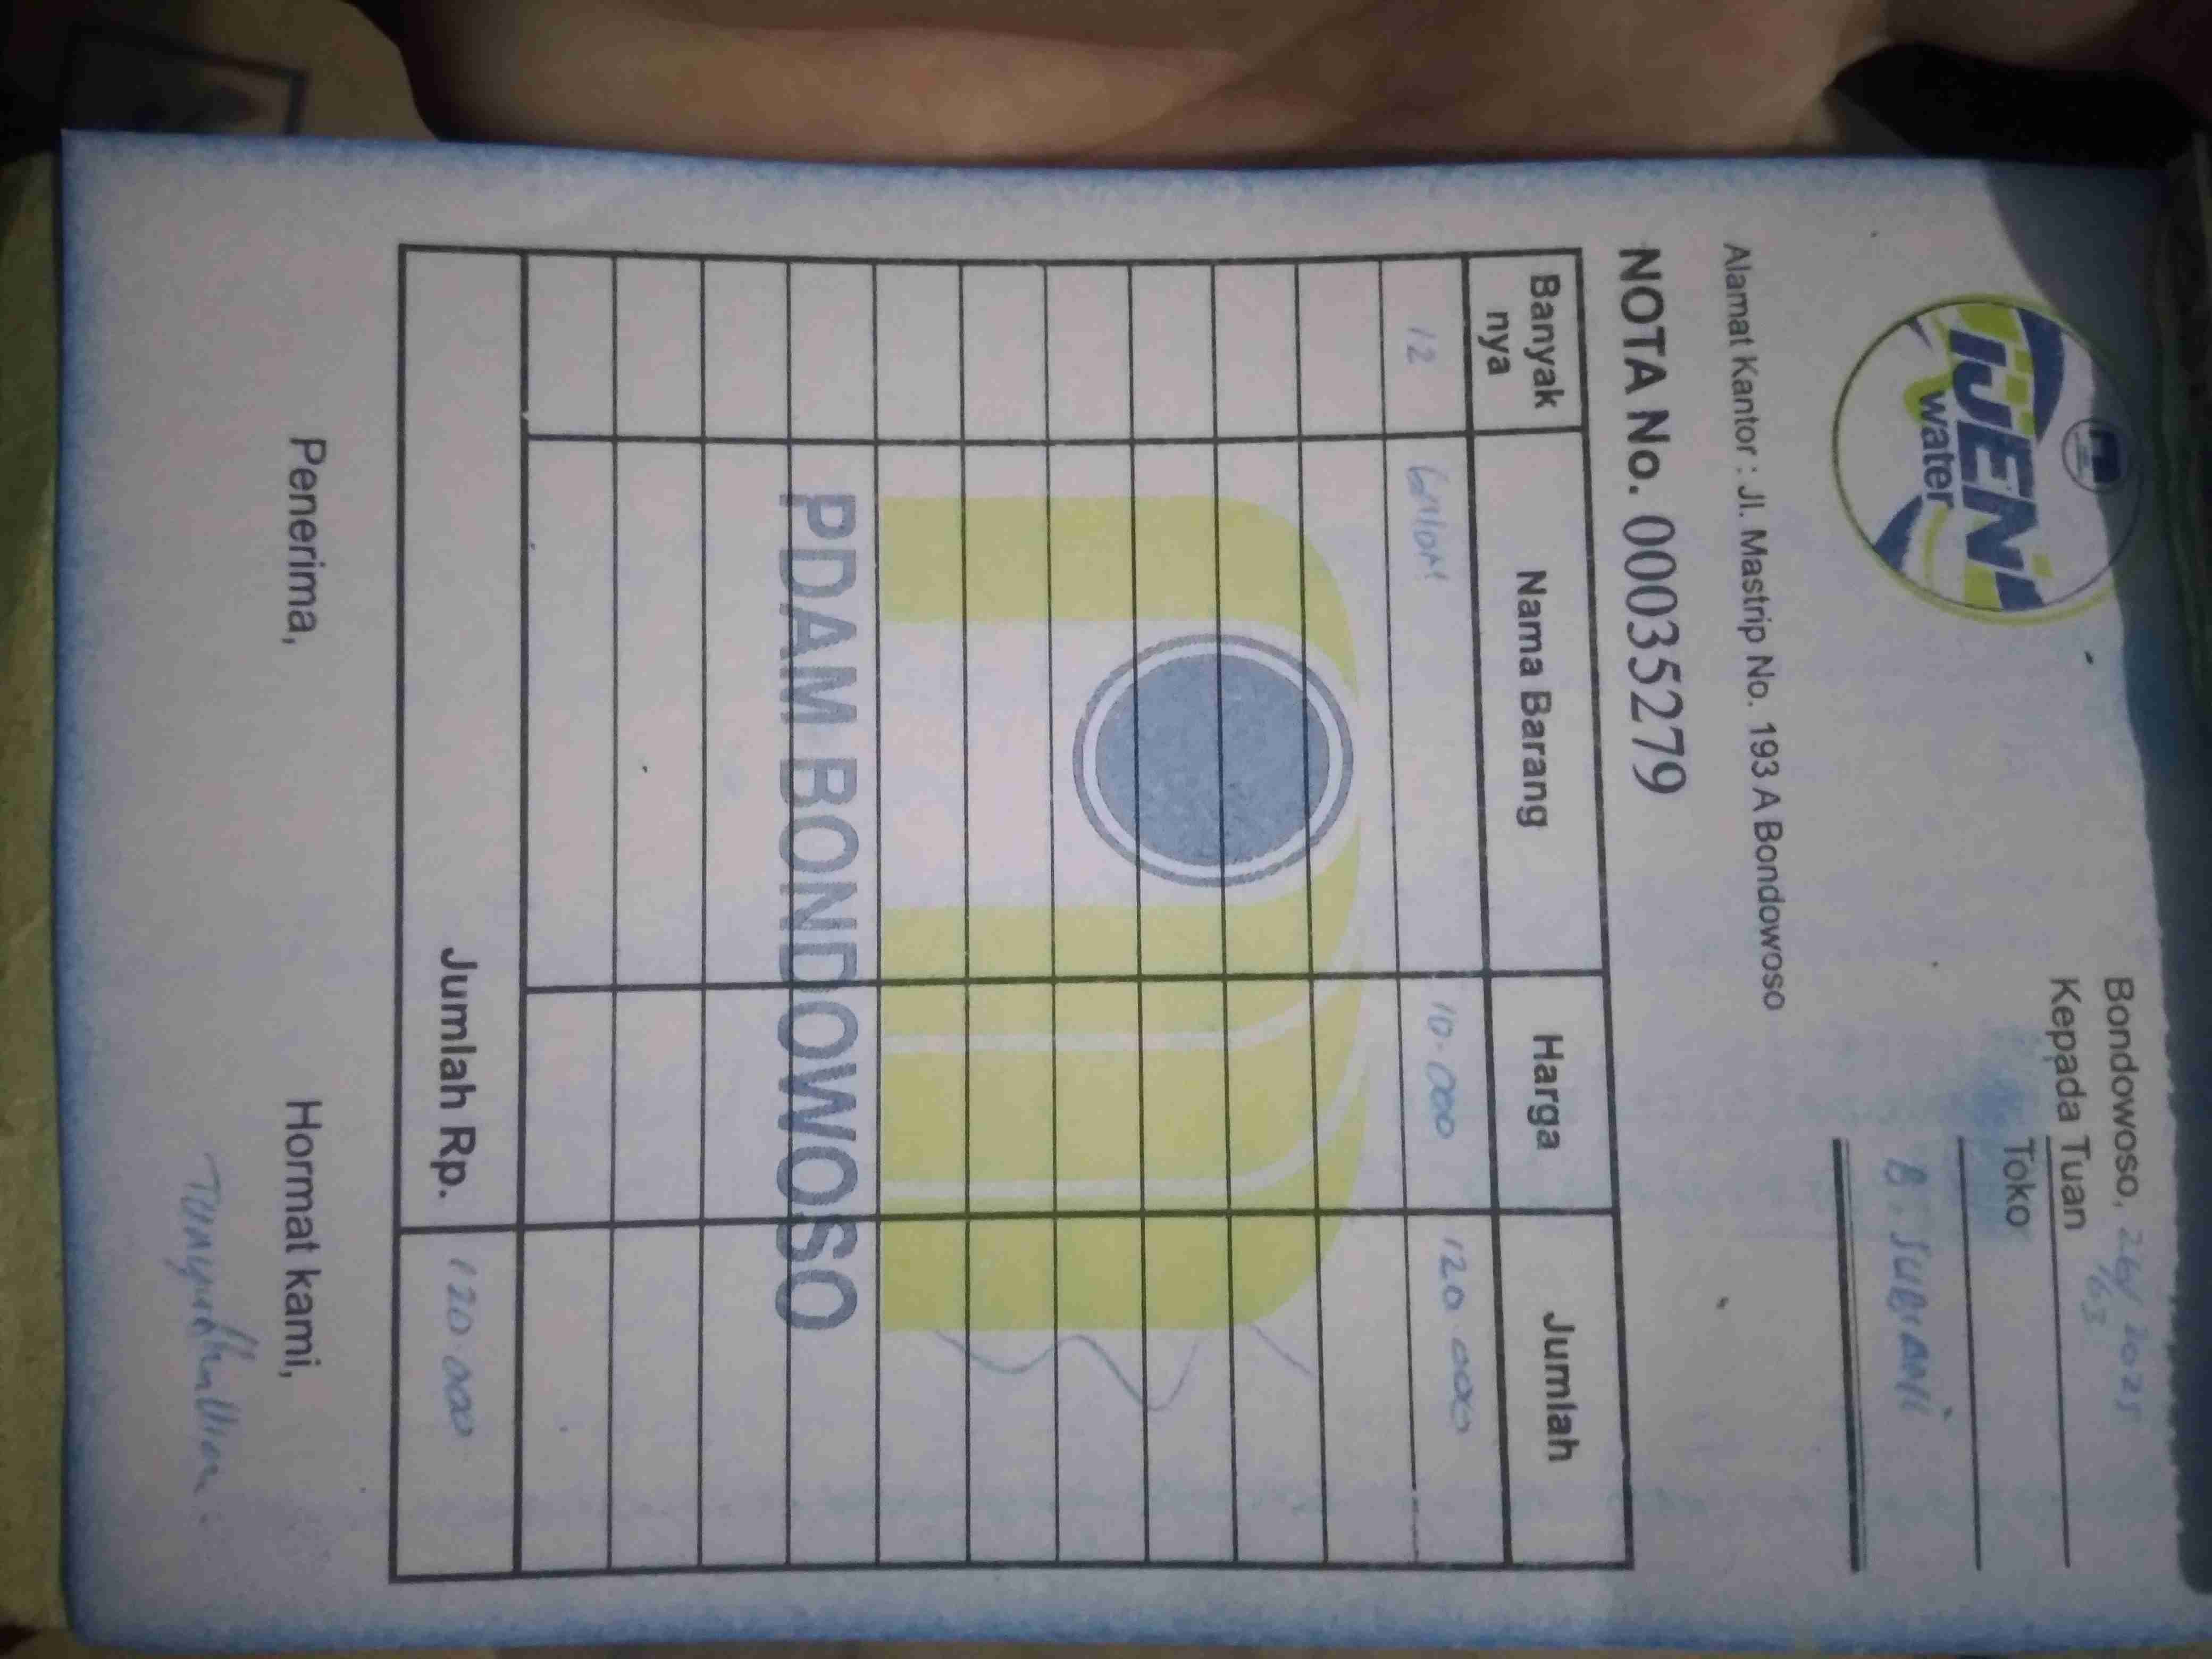 IJEN
water
Bondowoso, 26/03 2025
Kepada Tuan
Toko
B. SUBIANI
Alamat Kantor : Jl. Mastrip No. 193 A Bondowoso
NOTA No. 00035279
Banyak nya Nama Barang Harga Jumlah
12 Galon 10.000 120.000
PDAM BONDOWOSO
Jumlah Rp. 120.000
Penerima, Hormat kami,